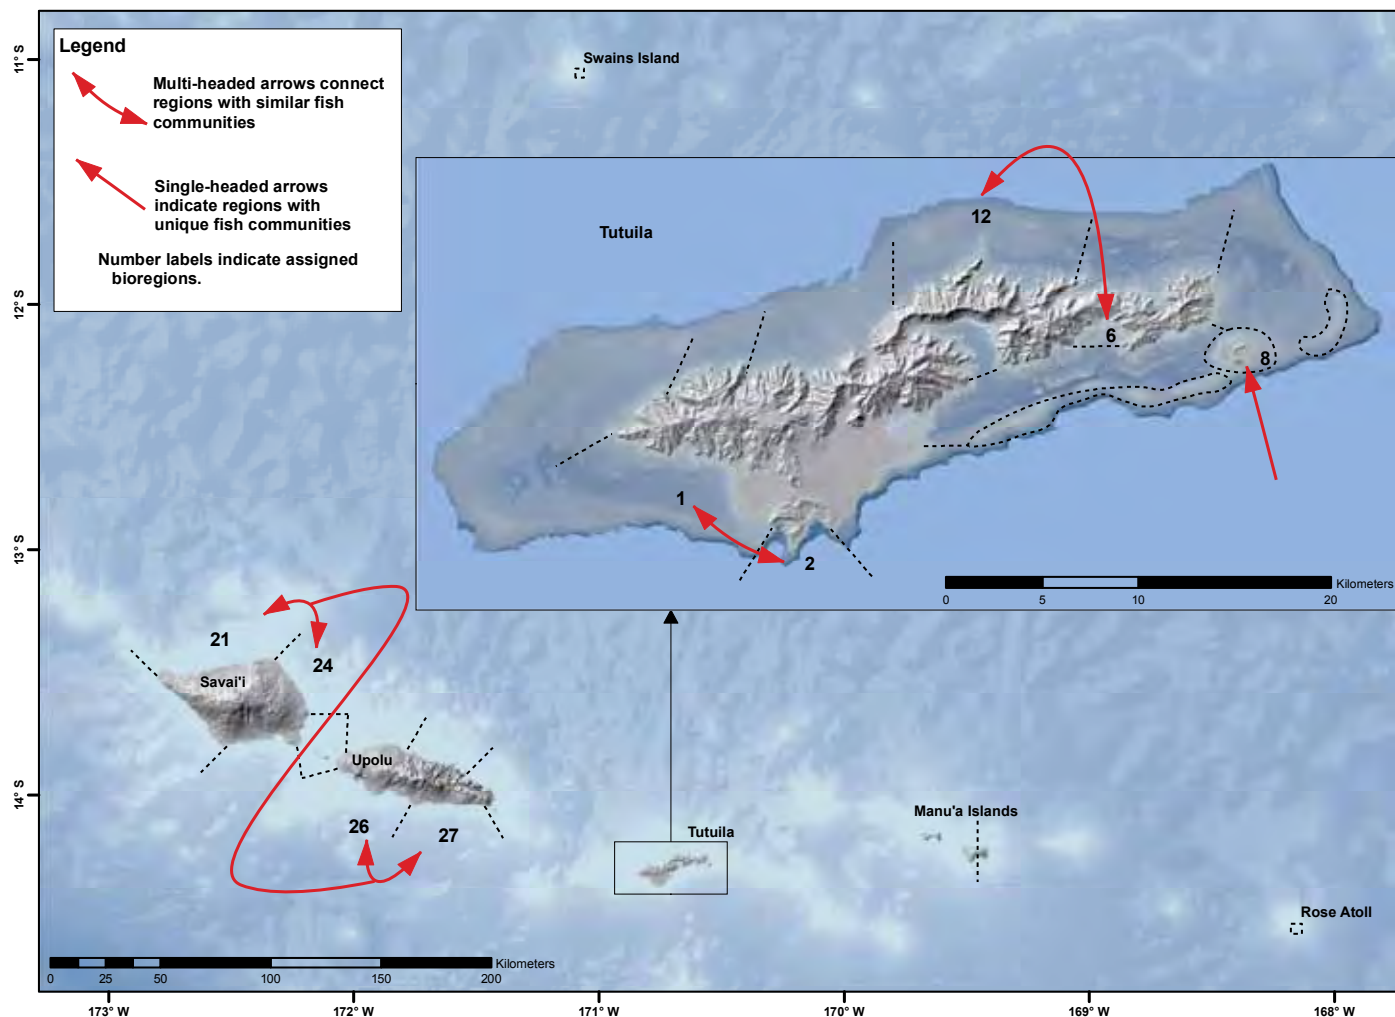 Legend
Multi-headed arrows connect
regions with similar fish
communities
Single-headed arrows
indicate regions with
unique fish communities
Number labels indicate assigned
bioregions.
Swains Island
Tutuila
12
6
8
1
2
Kilometers
0 5 10 20
21
24
Savai'i
Upolu
26
27
Tutuila
Manu'a Islands
Rose Atoll
Kilometers
0 25 50 100 150 200
11° S
12° S
13° S
14° S
173° W 172° W 171° W 170° W 169° W 168° W